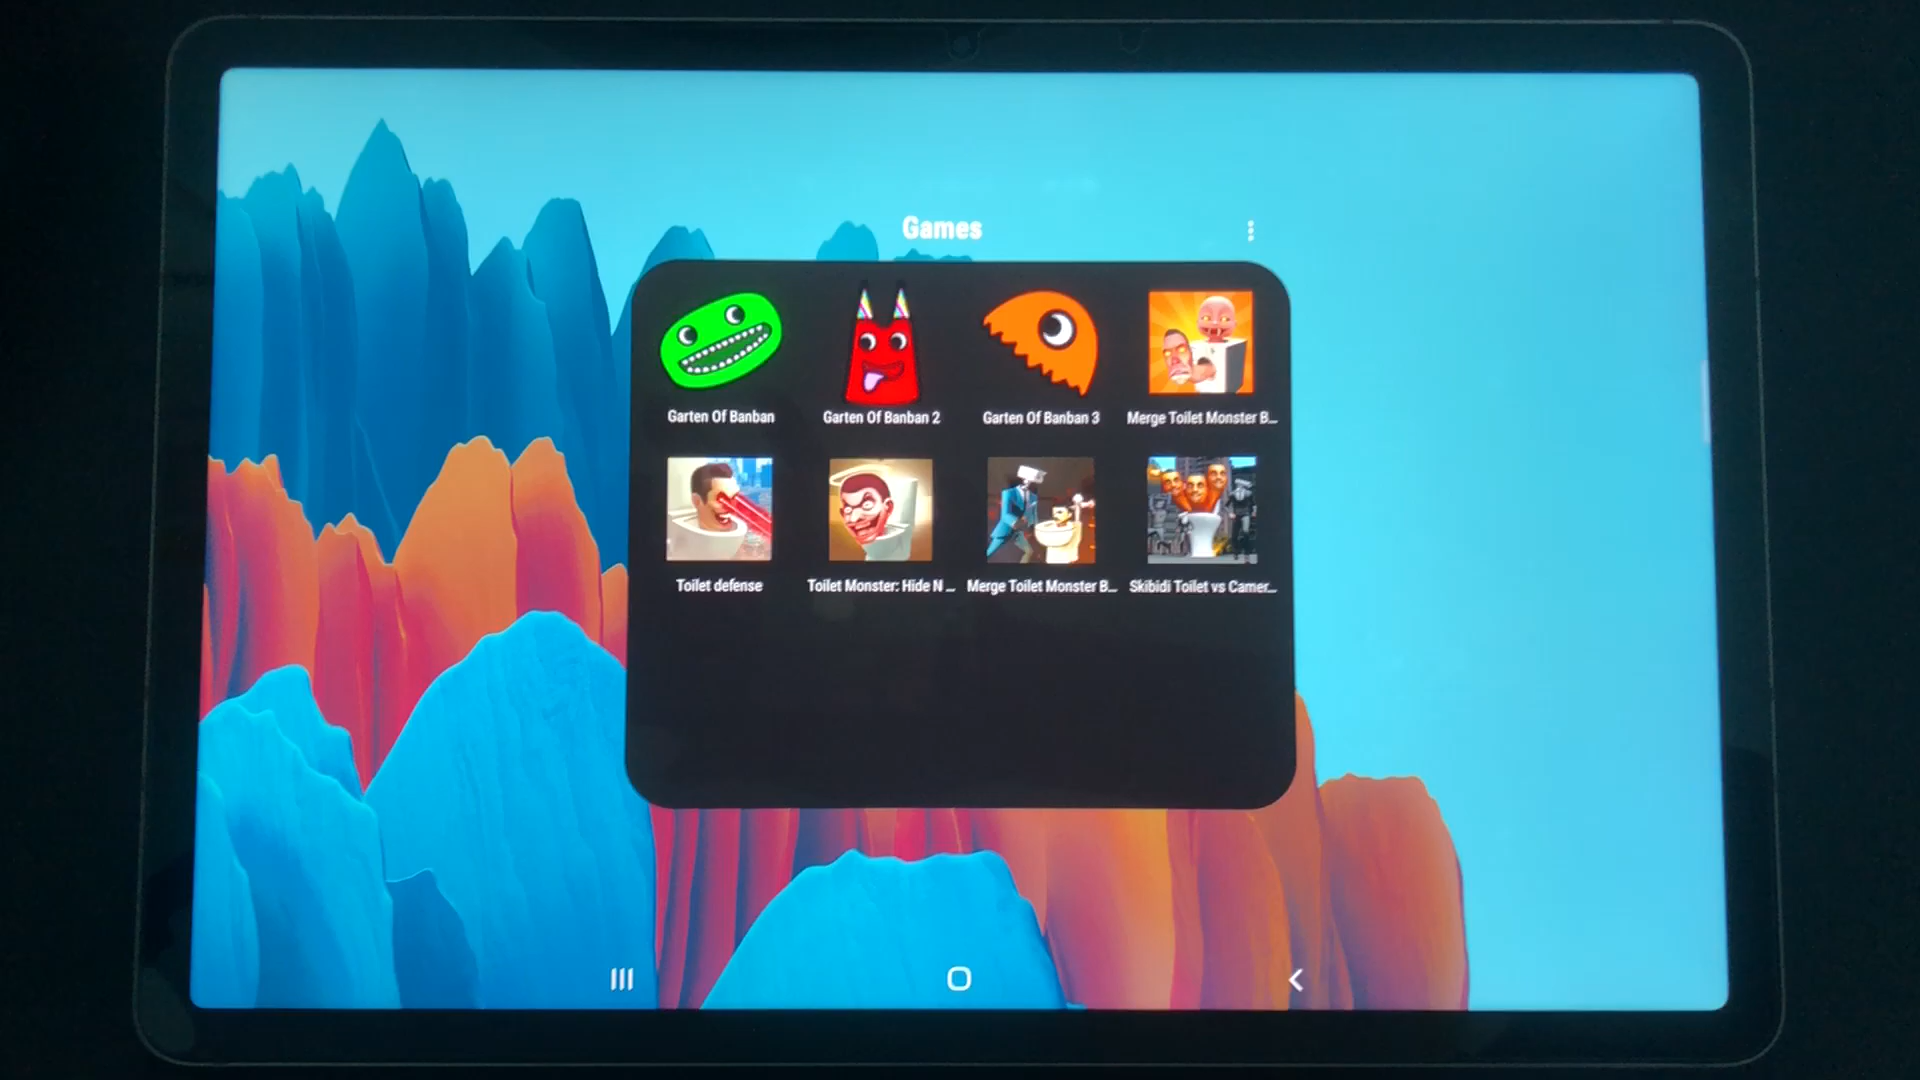 Games
Garten Of Banban
Garten Of Banban 2
Garten Of Banban 3
Merge Toilet Monster B...
Toilet defense
Toilet Monster: Hide N ...
Merge Toilet Monster B...
Skibidi Toilet vs Camer...